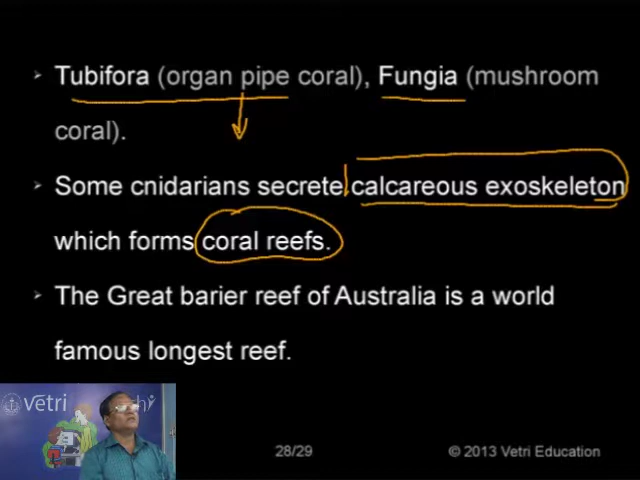 Tubifora (organ pipe coral), Fungia (mushroom
coral).
Some cnidarians secrete calcareous exoskeleton
which forms coral reefs.
The Great barier reef of Australia is a world
famous longest reef.
vetri
28/29
© 2013 Vetri Education